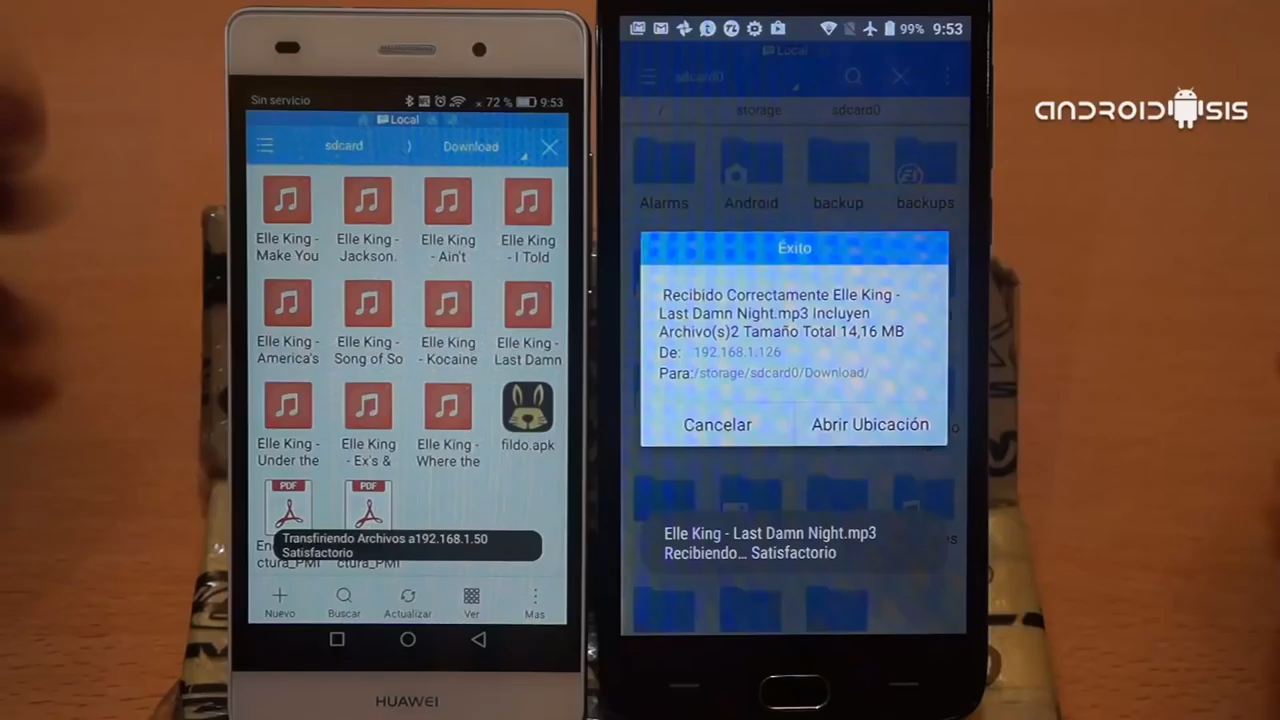 Sin servicio
72 % 9:53
Local
sdcard Download
Elle King - Make You
Elle King - Jackson.
Elle King - Ain't
Elle King - I Told
Elle King - America's
Elle King - Song of So
Elle King - Kocaine
Elle King - Last Damn
Elle King - Under the
Elle King - Ex's &
Elle King - Where the
fildo.apk
PDF
PDF
Transfiriendo Archivos a192.168.1.50
Satisfactorio
ctura_PMI
ctura_PMI
Nuevo
Buscar
Actualizar
Ver
Mas
HUAWEI
99% 9:53
Local
sdcard0
/ storage sdcard0
Alarms
Android
backup
backups
Éxito
Recibido Correctamente Elle King -
Last Damn Night.mp3 Incluyen
Archivo(s)2 Tamaño Total 14,16 MB
De: 192.168.1.126
Para:/storage/sdcard0/Download/
Cancelar
Abrir Ubicación
Elle King - Last Damn Night.mp3
Recibiendo... Satisfactorio
ANDROIDSIS